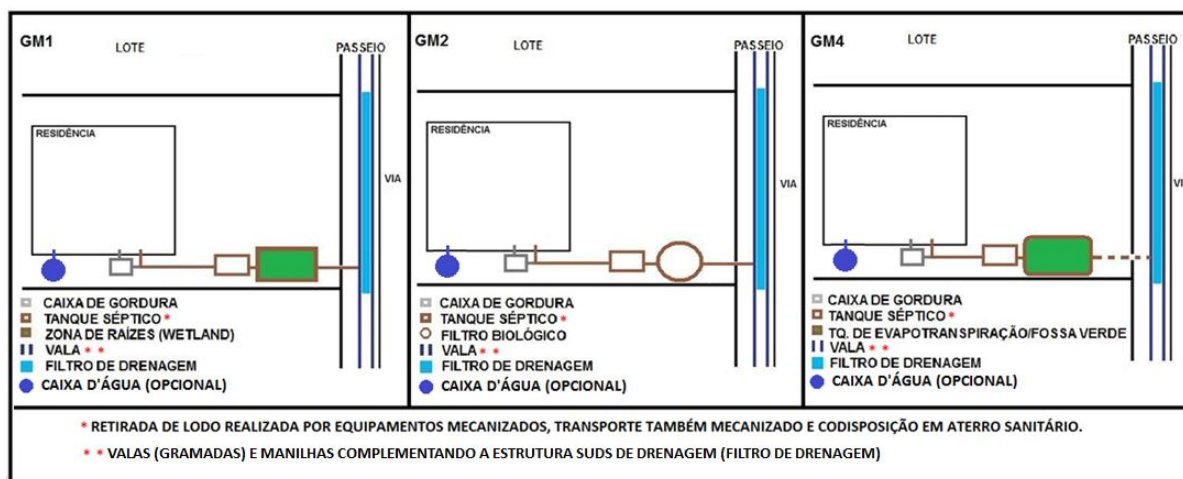 GM1
LOTE
PASSEIO
RESIDÊNCIA
VIA
CAIXA DE GORDURA
TANQUE SÉPTICO *
ZONA DE RAÍZES (WETLAND)
VALA * *
FILTRO DE DRENAGEM
CAIXA D'ÁGUA (OPCIONAL)
GM2
LOTE
PASSEIO
RESIDÊNCIA
VIA
CAIXA DE GORDURA
TANQUE SÉPTICO *
FILTRO BIOLÓGICO
VALA * *
FILTRO DE DRENAGEM
CAIXA D'ÁGUA (OPCIONAL)
GM4
LOTE
PASSEIO
RESIDÊNCIA
VI
CAIXA DE GORDURA
TANQUE SÉPTICO *
TQ. DE EVAPOTRANSPIRAÇÃO/FOSSA VERDE
VALA * *
FILTRO DE DRENAGEM
CAIXA D'ÁGUA (OPCIONAL)
* RETIRADA DE LODO REALIZADA POR EQUIPAMENTOS MECANIZADOS, TRANSPORTE TAMBÉM MECANIZADO E CODISPOSIÇÃO EM ATERRO SANITÁRIO.
* * VALAS (GRAMADAS) E MANILHAS COMPLEMENTANDO A ESTRUTURA SUDS DE DRENAGEM (FILTRO DE DRENAGEM)